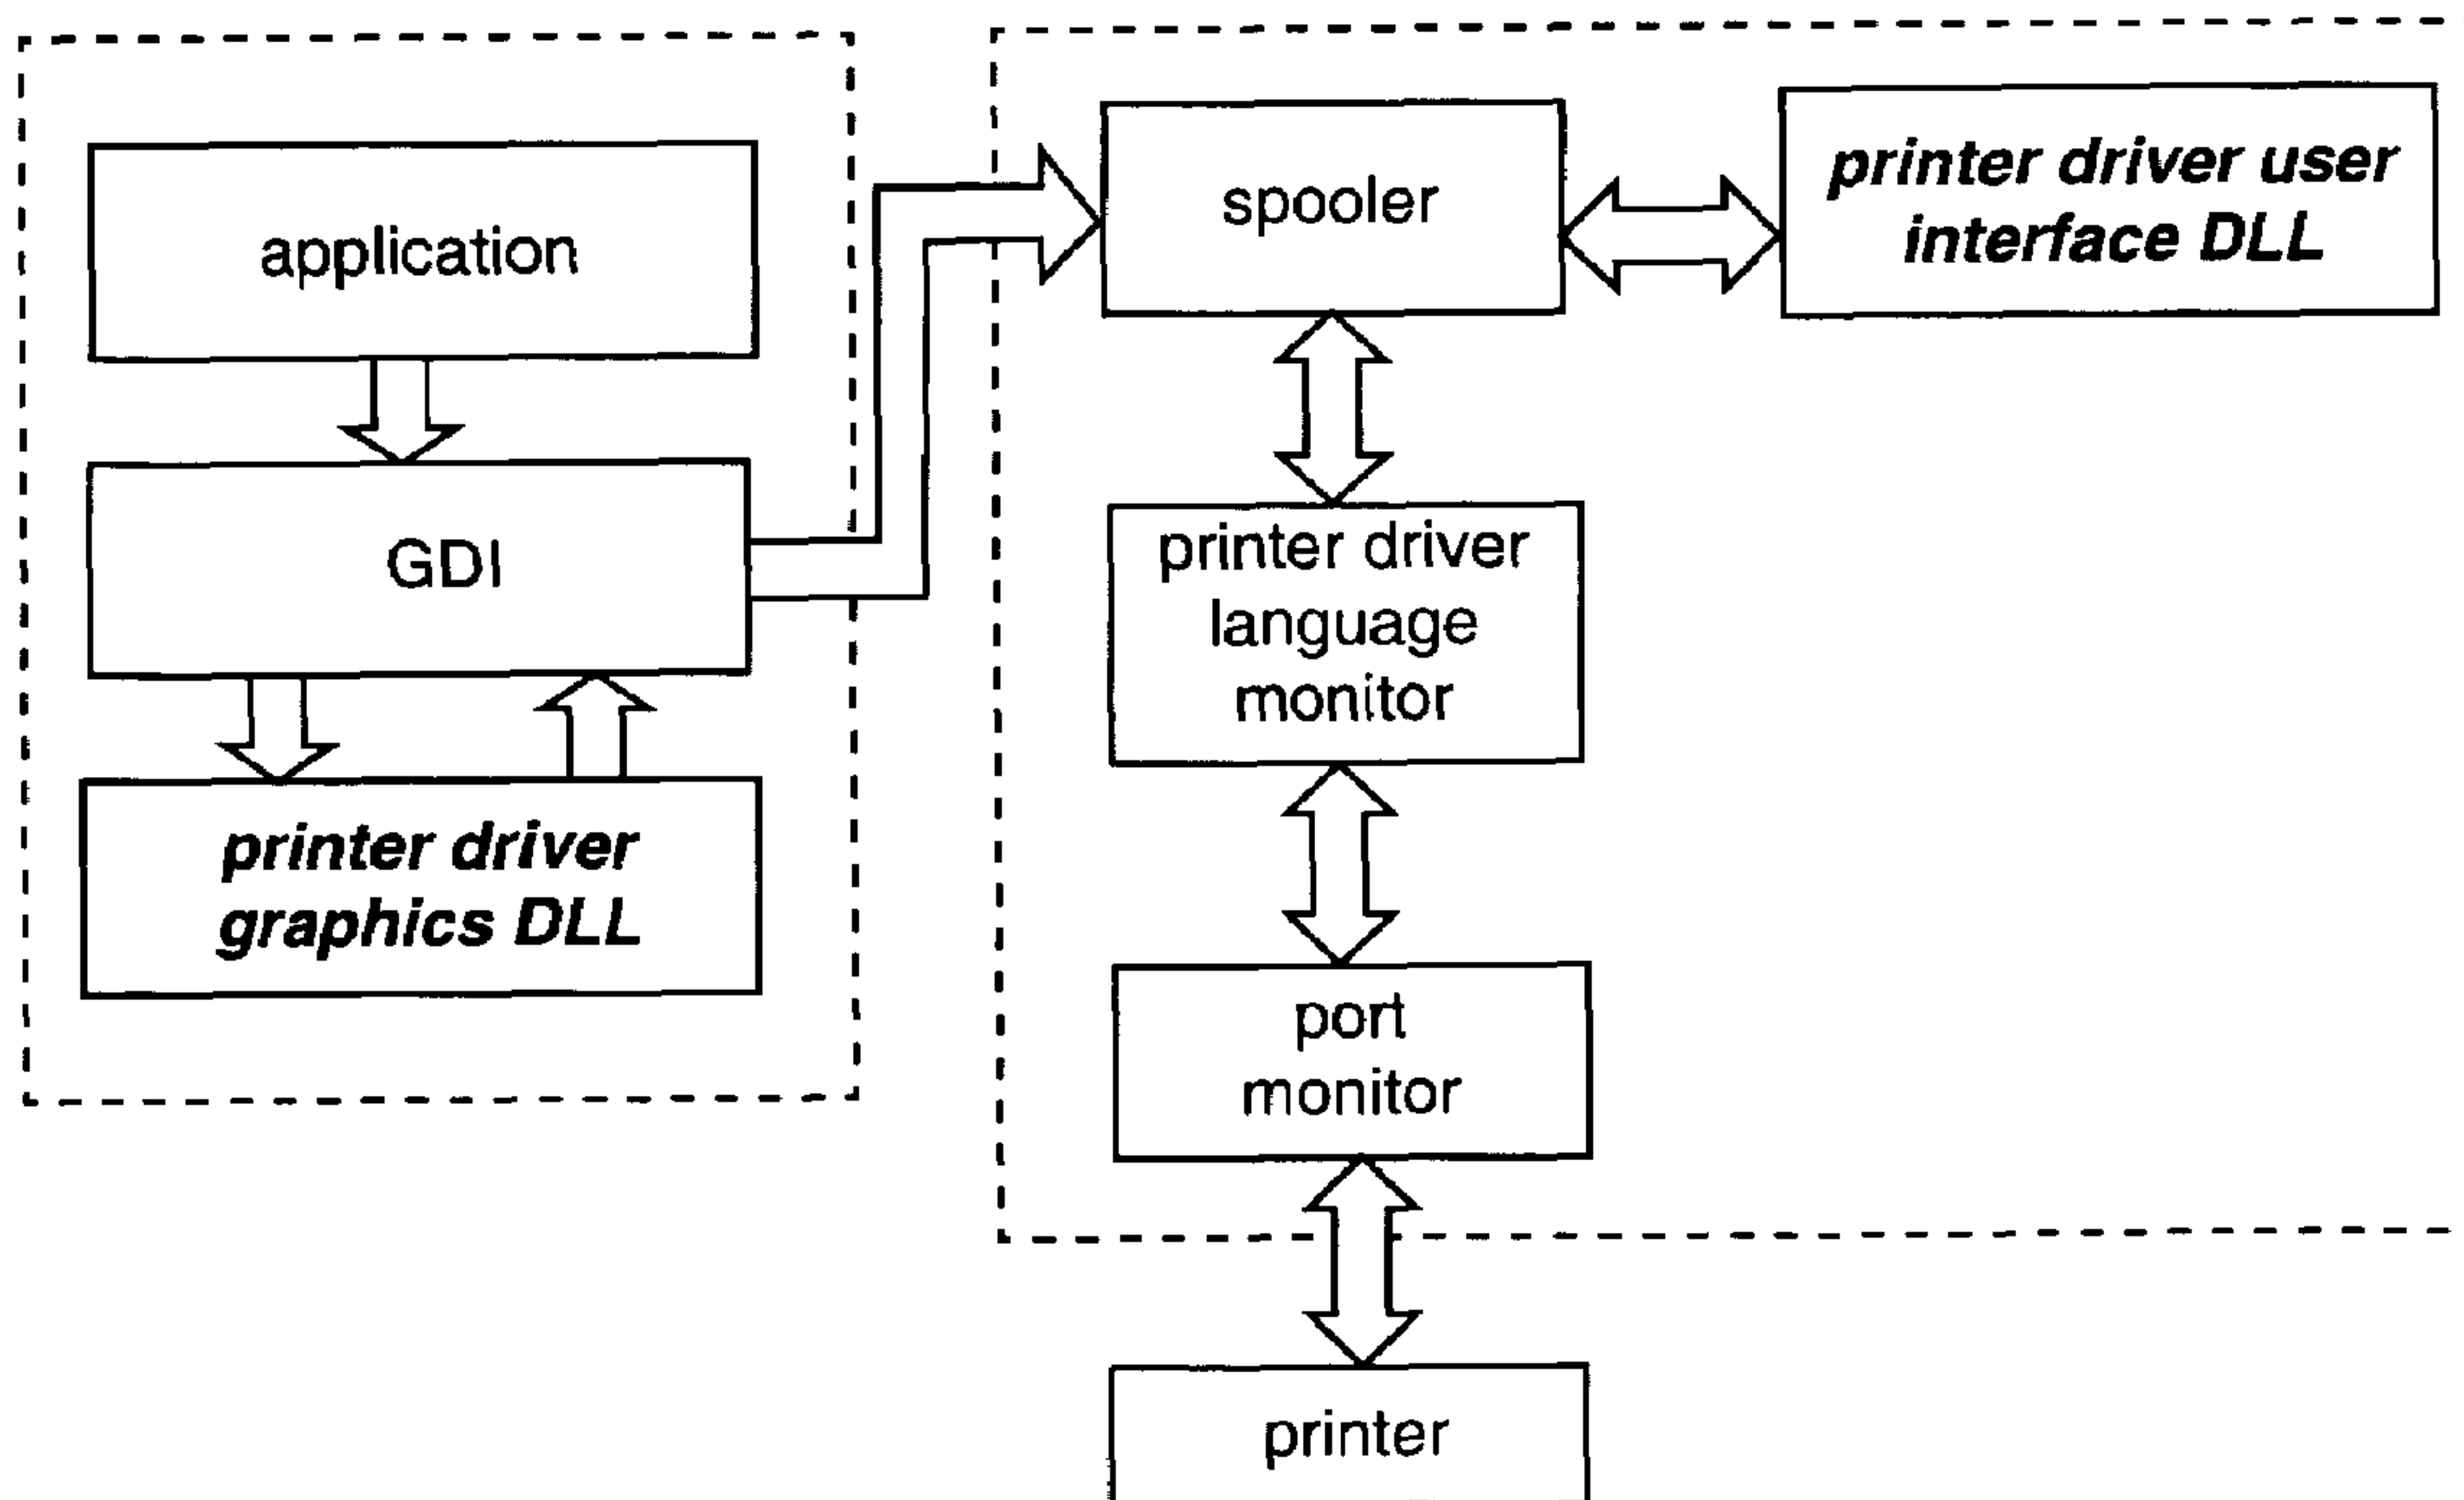 application
GDI
printer driver
graphics DLL
spooler
printer driver user
interface DLL
printer driver
language
monitor
port
monitor
printer